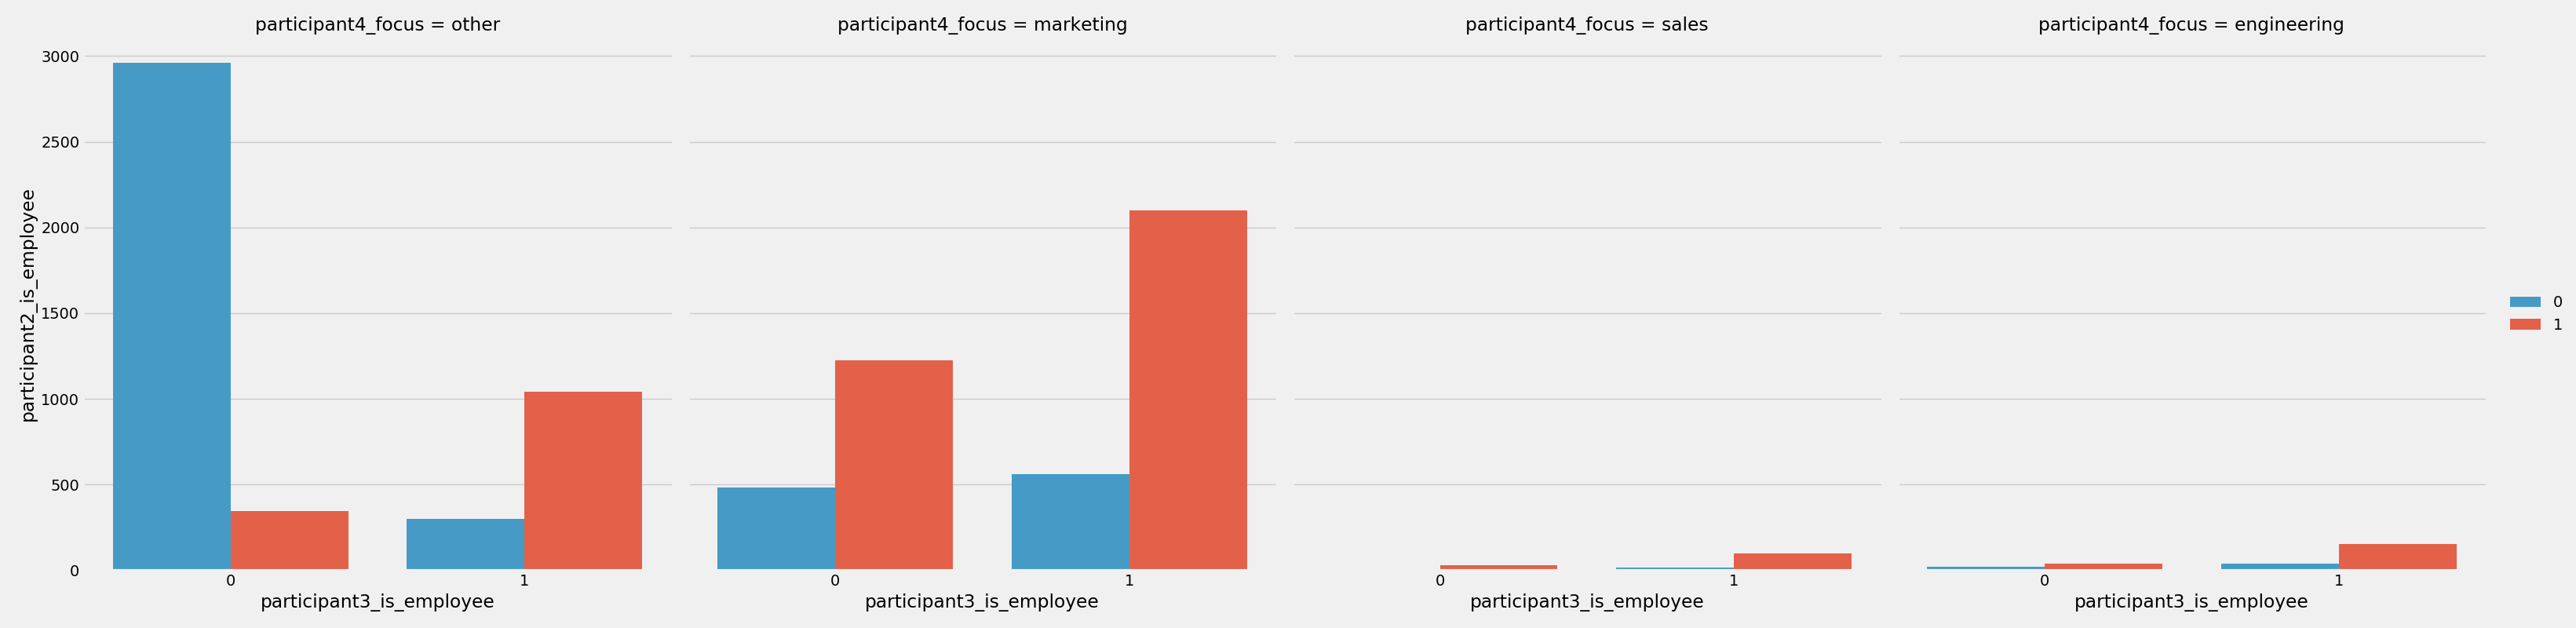 participant4_focus = other
participant4_focus = marketing
participant4_focus = sales
participant4_focus = engineering
participant2_is_employee
3000
2500
2000
1500
1000
500
0
0
1
0
1
0
1
0
1
participant3_is_employee
participant3_is_employee
participant3_is_employee
participant3_is_employee
0
1